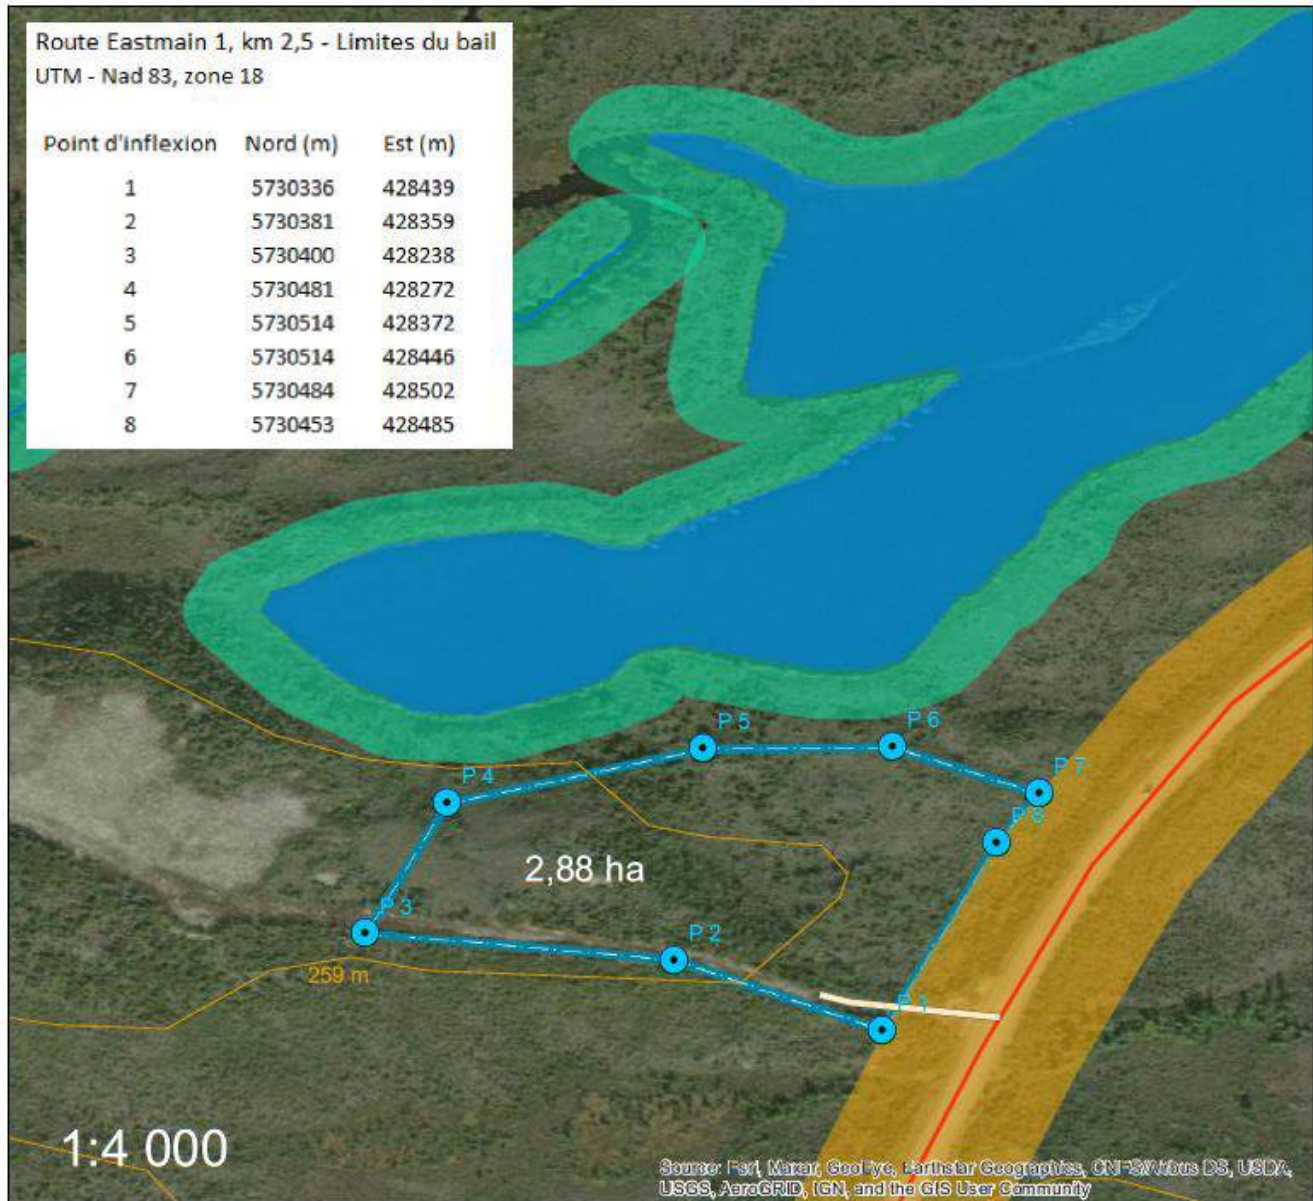 Route Eastmain 1, km 2,5 - Limites du bail
UTM - Nad 83, zone 18
Point d'inflexion Nord (m) Est (m)
1 5730336 428439
2 5730381 428359
3 5730400 428238
4 5730481 428272
5 5730514 428372
6 5730514 428446
7 5730484 428502
8 5730453 428485
P 5
P 6
P 4
P 7
P 8
2,88 ha
P 3
P 2
259 m
P 1
1:4 000
Source: Esri, Maxar, GeoEye, Earthstar Geographics, CNES/Airbus DS, USDA,
USGS, AeroGRID, IGN, and the GIS User Community